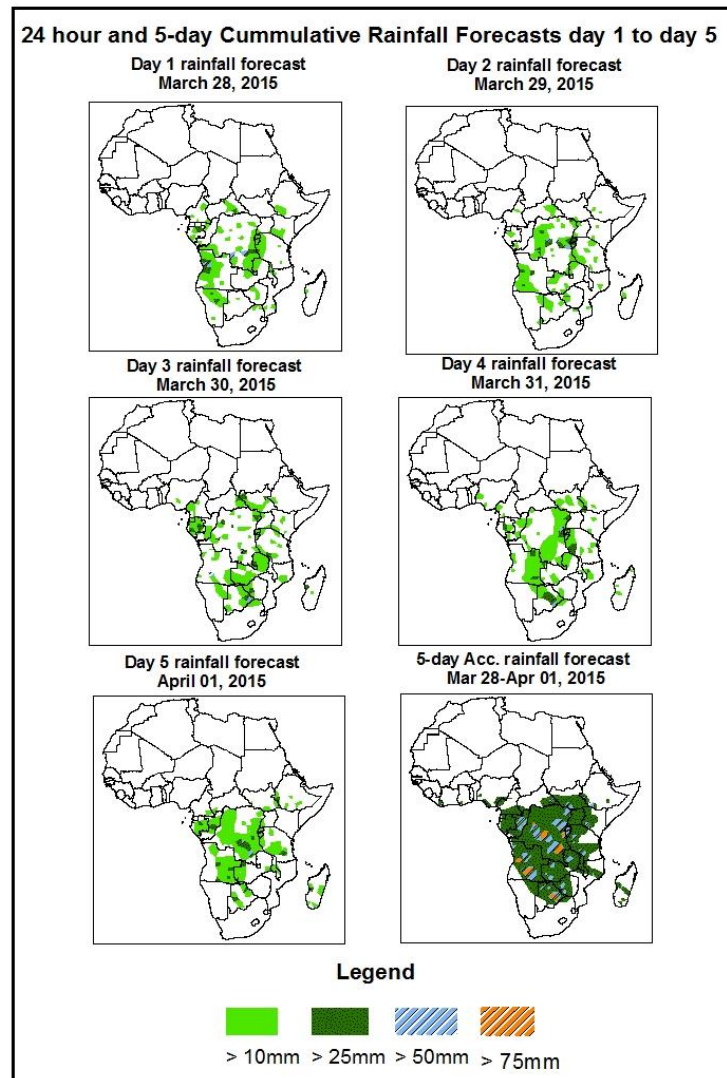 24 hour and 5-day Cummulative Rainfall Forecasts day 1 to day 5
Day 1 rainfall forecast
March 28, 2015
Day 2 rainfall forecast
March 29, 2015
Day 3 rainfall forecast
March 30, 2015
Day 4 rainfall forecast
March 31, 2015
Day 5 rainfall forecast
April 01, 2015
5-day Acc. rainfall forecast
Mar 28-Apr 01, 2015
Legend
> 10mm > 25mm > 50mm > 75mm